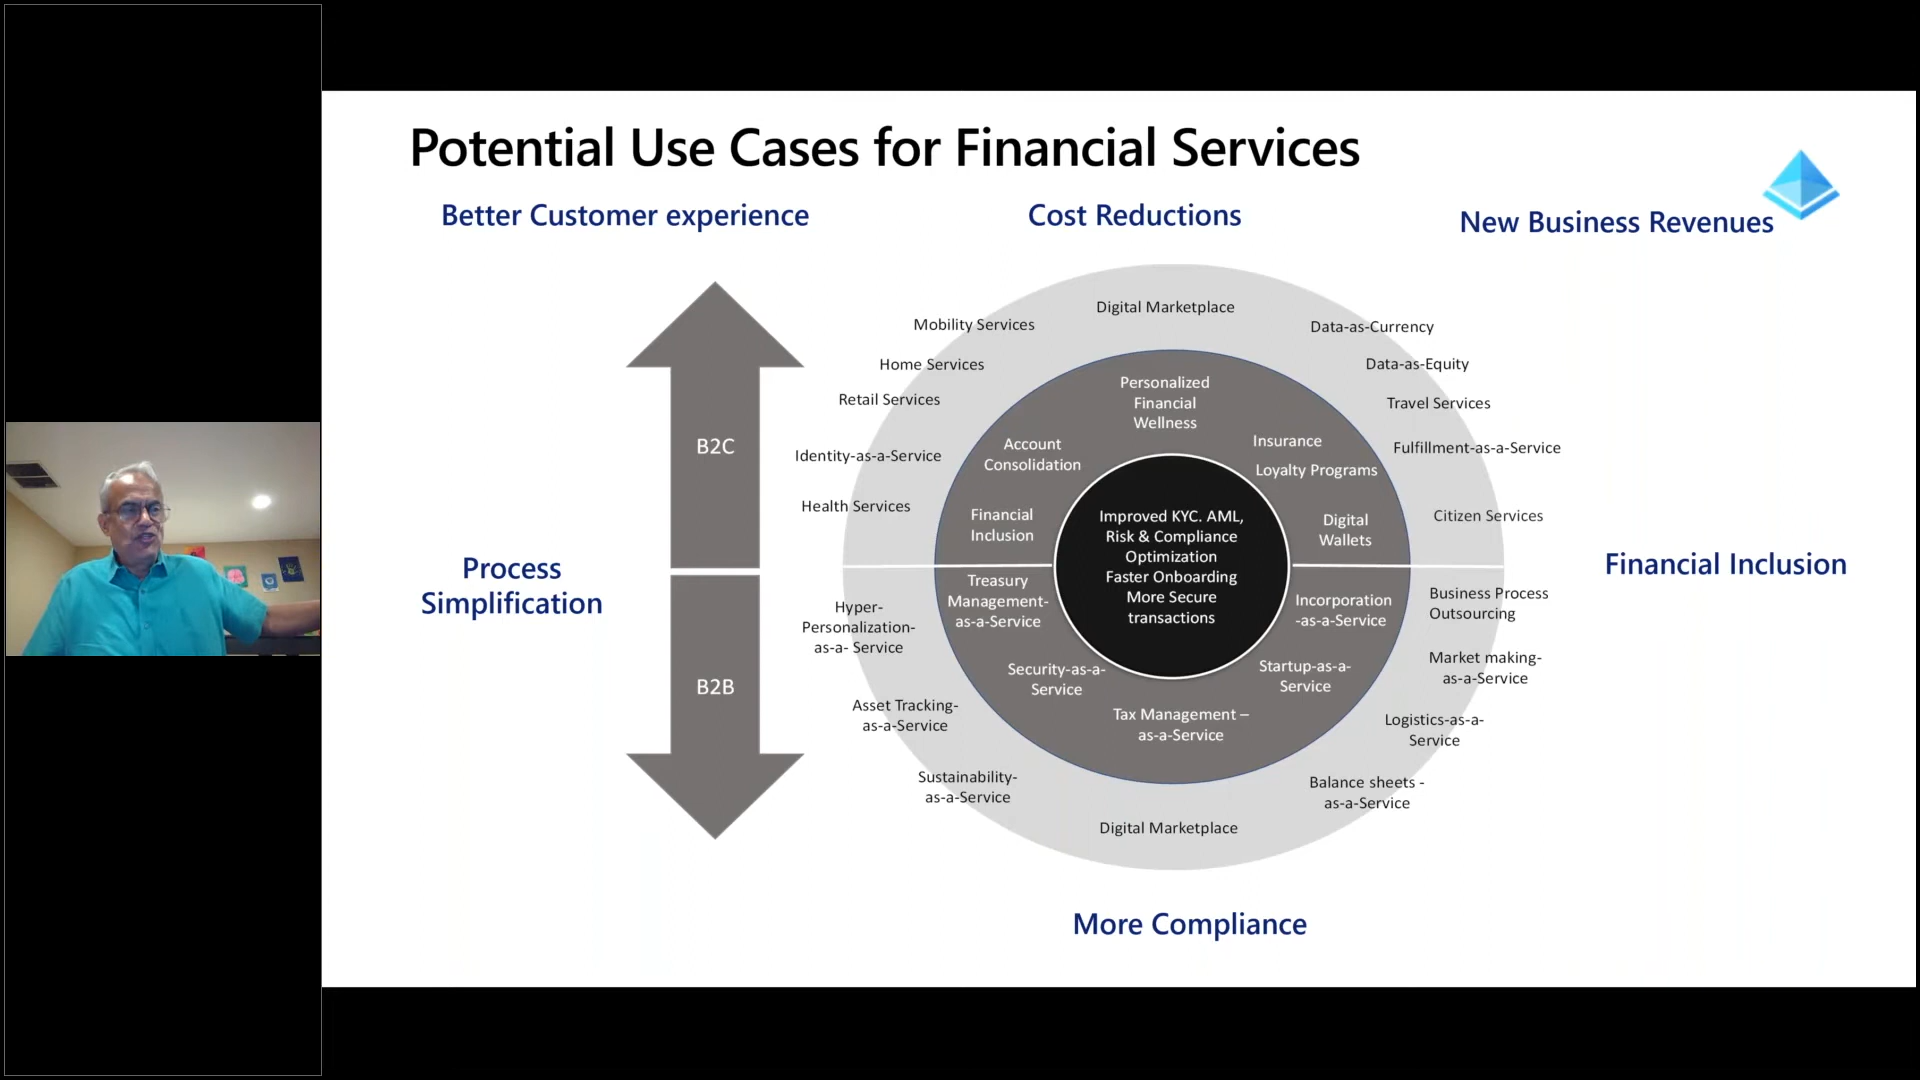 Potential Use Cases for Financial Services
Better Customer experience
Cost Reductions
New Business Revenues
Digital Marketplace
Mobility Services
Data-as-Currency
Home Services
Data-as-Equity
Retail Services
Travel Services
Identity-as-a-Service
Fulfillment-as-a-Service
Health Services
Citizen Services
Personalized
Financial
Wellness
Account
Consolidation
Insurance
Loyalty Programs
Financial
Inclusion
Digital
Wallets
B2C
Improved KYC. AML,
Risk & Compliance
Optimization
Faster Onboarding
More Secure
transactions
Process
Simplification
Financial Inclusion
B2B
Treasury
Management-
as-a-Service
Incorporation
-as-a-Service
Security-as-a-
Service
Startup-as-a-
Service
Tax Management –
as-a-Service
Hyper-
Personalization-
as-a- Service
Business Process
Outsourcing
Market making-
as-a-Service
Asset Tracking-
as-a-Service
Logistics-as-a-
Service
Sustainability-
as-a-Service
Balance sheets -
as-a-Service
Digital Marketplace
More Compliance